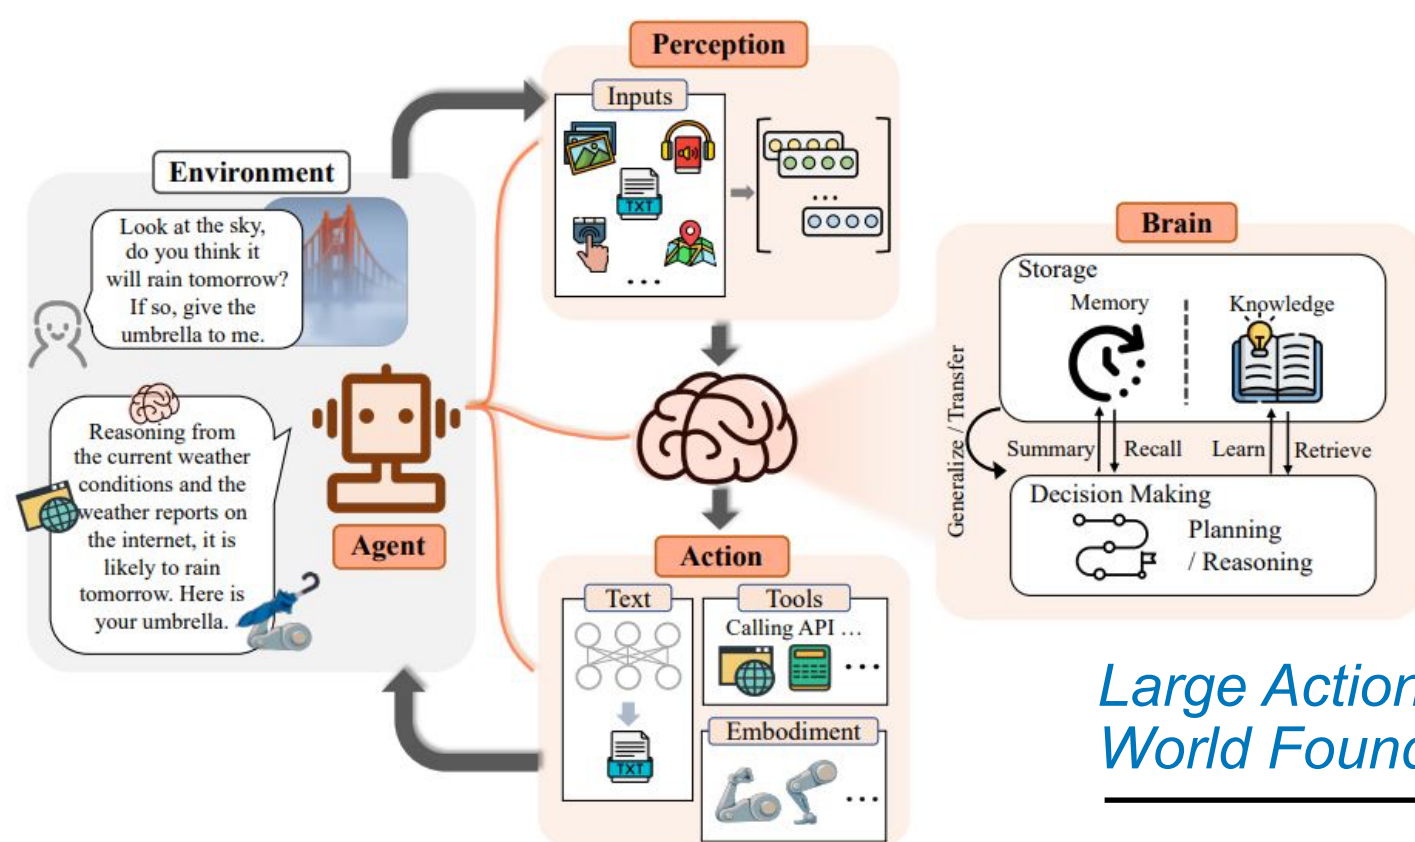 Perception
Inputs
TXT
...
...
Environment
Look at the sky,
do you think it
will rain tomorrow?
If so, give the
umbrella to me.
Reasoning from
the current weather
conditions and the
weather reports on
the internet, it is
likely to rain
tomorrow. Here is
your umbrella.
Agent
Brain
Storage
Memory
Knowledge
Generalize / Transfer
Summary
Recall
Learn
Retrieve
Decision Making
Planning
/ Reasoning
Action
Text
TXT
Tools
Calling API ...
...
Embodiment
...
Large Action
World Found